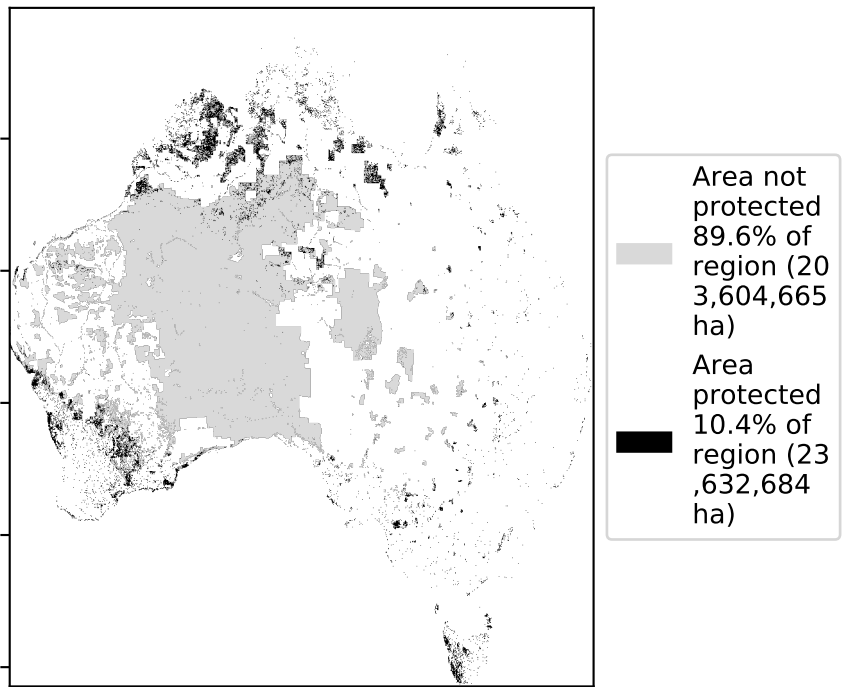 Area not
protected
89.6% of
region (20
3,604,665
ha)
Area
protected
10.4% of
region (23
,632,684
ha)